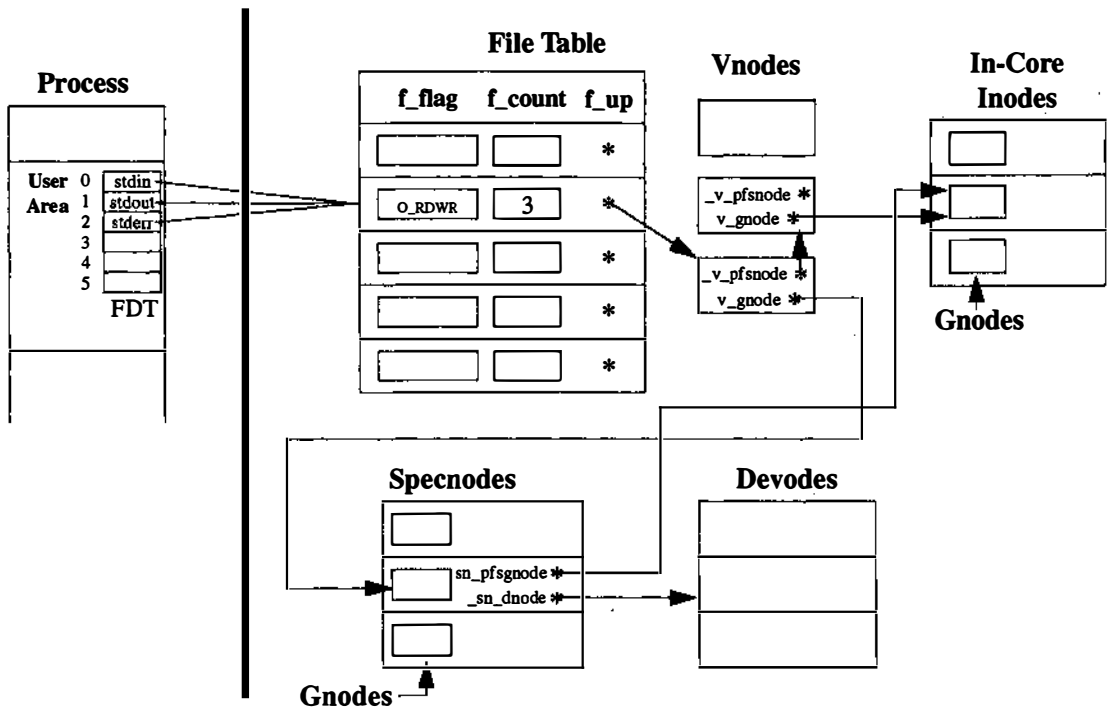 File Table
Vnodes
In-Core
Inodes
Process
f_flag f_count f_up
*
User 0 stdin
Area 1 stdout
2 stderr
3
4
5
FDT
O_RDWR 3 *
*
*
*
_v_pfsnode *
v_gnode *
_v_pfsnode *
v_gnode *
Gnodes
Specnodes
Devodes
sn_pfsgnode *
_sn_dnode *
Gnodes